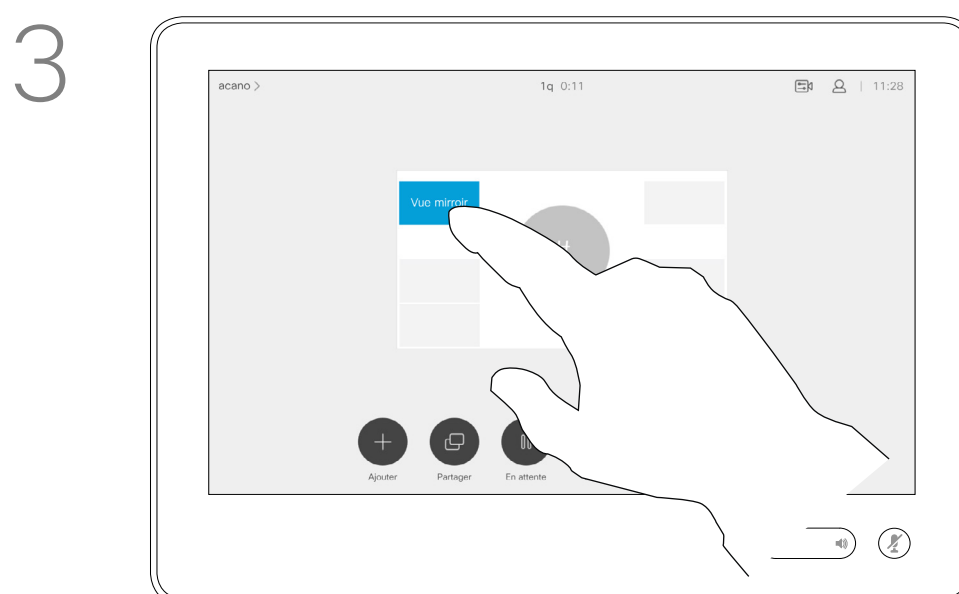 3
acano >
1q 0:11
11:28
Vue mirroir
Ajouter
Partager
En attente